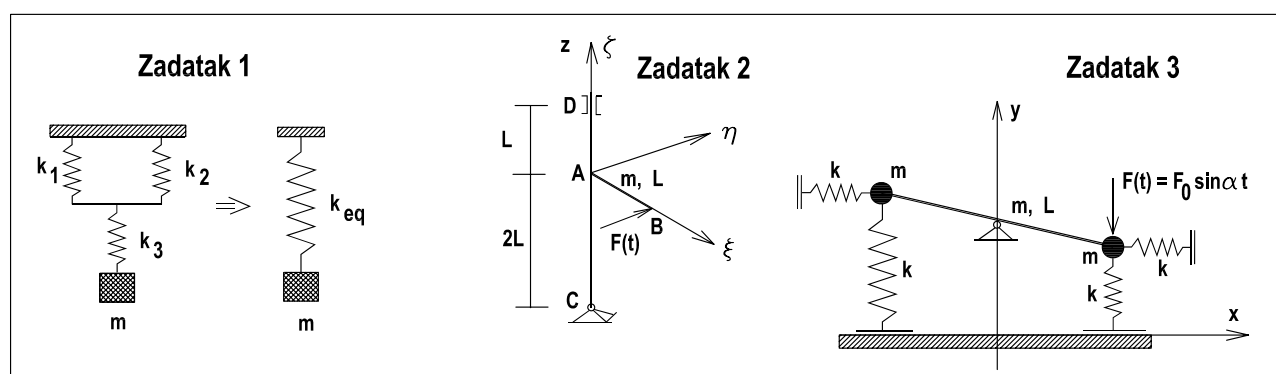 Zadatak 1
k1
k2
k3
m
keq
m
Zadatak 2
z
ζ
D
L
A
η
m, L
F(t)
B
ξ
2L
C
Zadatak 3
y
k
m
m, L
F(t) = F0 sinα t
m
k
k
k
x